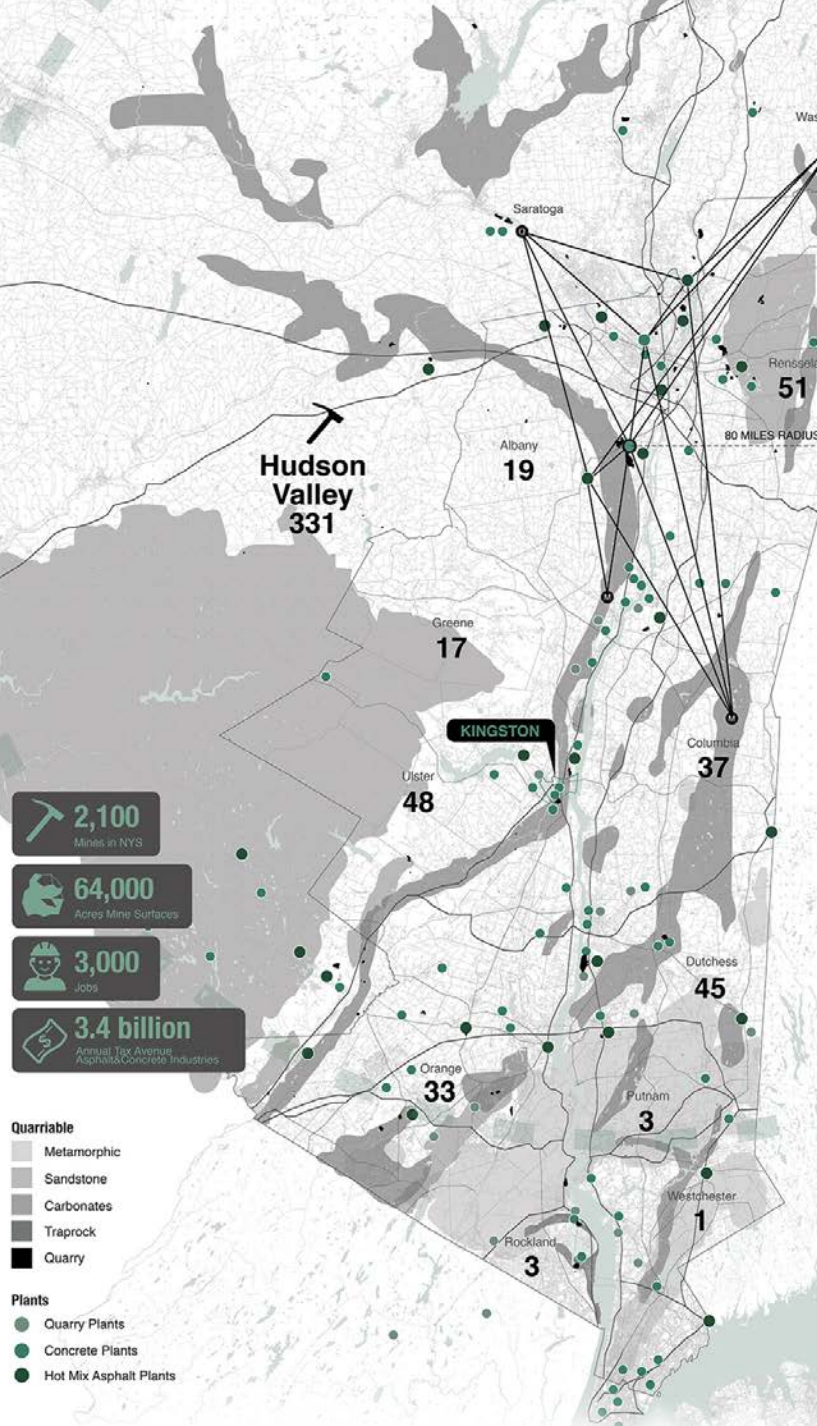 Was
Saratoga
Renssela
51
80 MILES RADIUS
Albany
19
Hudson
Valley
331
Greene
17
KINGSTON
Columbia
37
Ulster
48
2,100
Mines in NYS
64,000
Acres Mine Surfaces
3,000
Jobs
3.4 billion
Annual Tax Avenue
Asphalt&Concrete Industries
Dutchess
45
Orange
33
Putnam
3
Westchester
1
Rockland
3
Quarriable
Metamorphic
Sandstone
Carbonates
Traprock
Quarry
Plants
Quarry Plants
Concrete Plants
Hot Mix Asphalt Plants